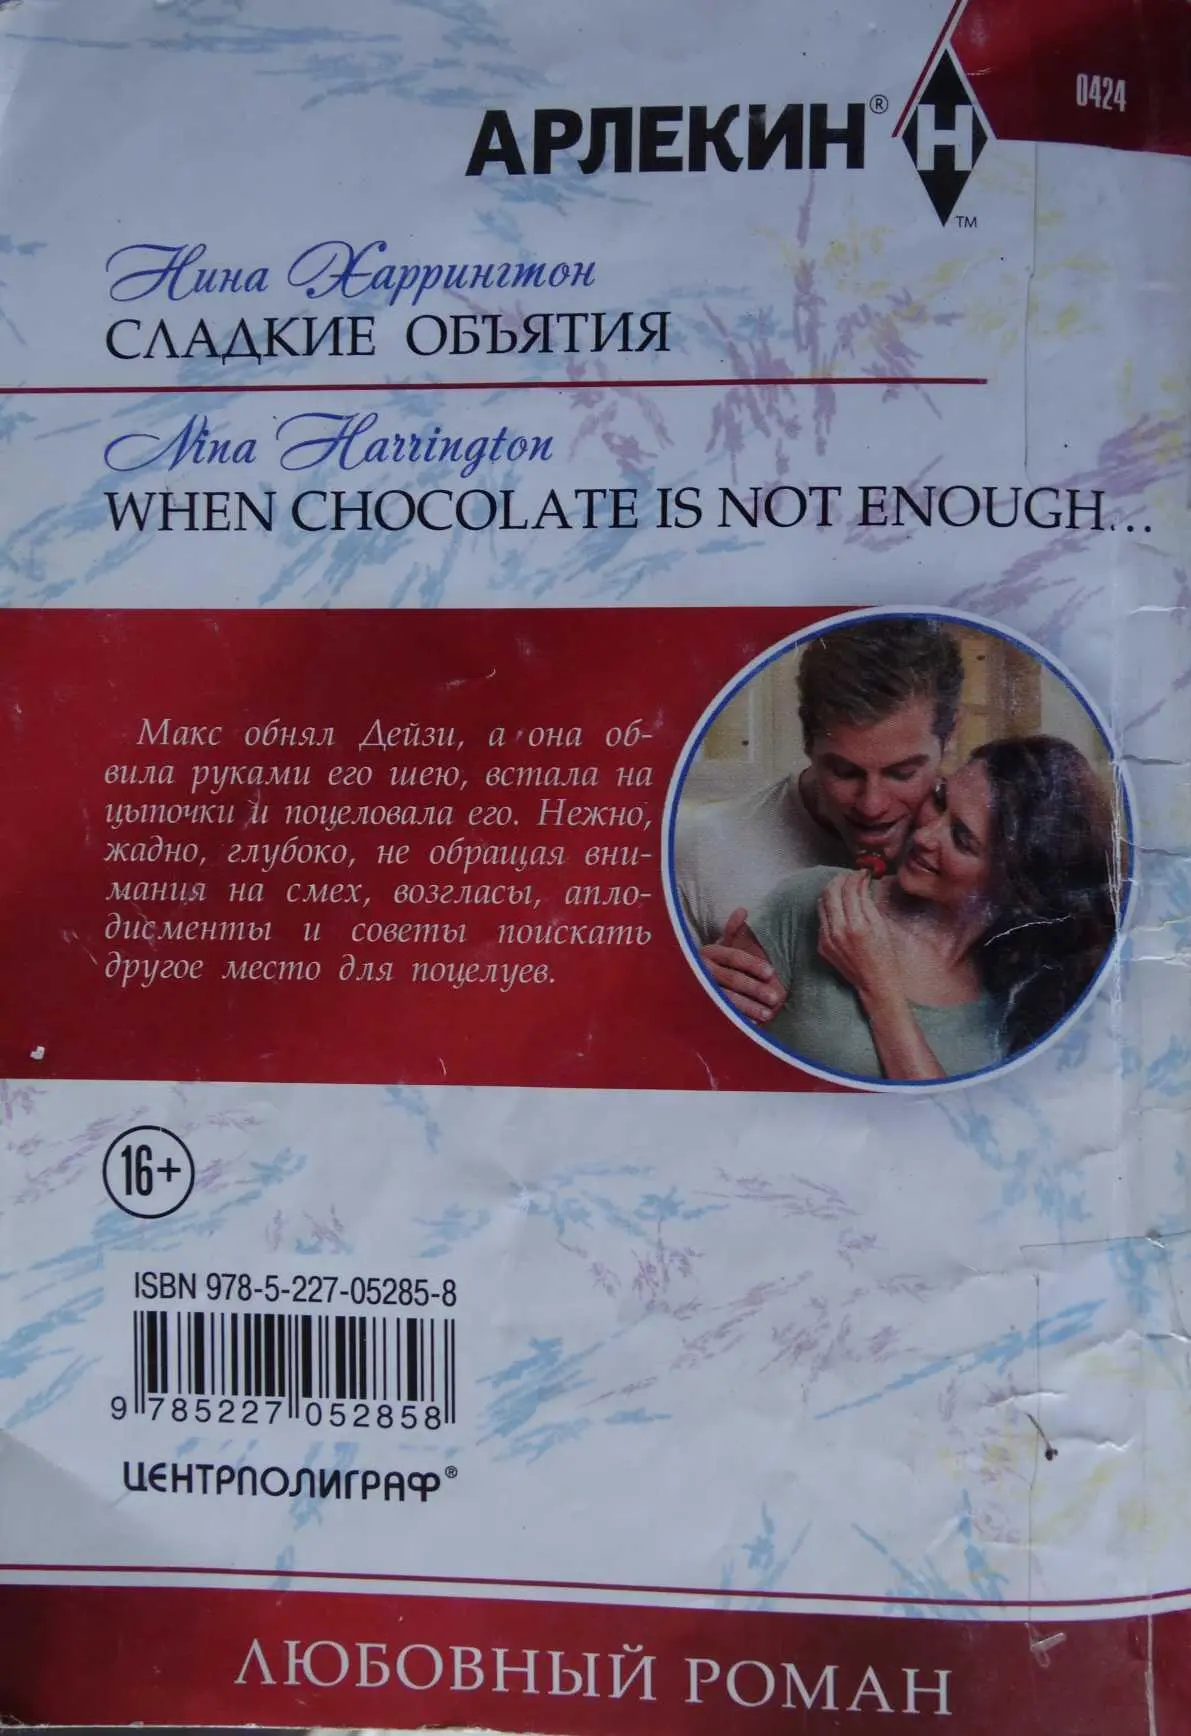 0424
АРЛЕКИН®
H
TM
Нина Харрингтон
СЛАДКИЕ ОБЪЯТИЯ
Nina Harrington
WHEN CHOCOLATE IS NOT ENOUGH...
Макс обнял Дейзи, а она об-
вила руками его шею, встала на
цыпочки и поцеловала его. Нежно,
жадно, глубоко, не обращая вни-
мания на смех, возгласы, апло-
дисменты и советы поискать
другое место для поцелуев.
16+
ISBN 978-5-227-05285-8
9 785227 052858
ЦЕНТРПОЛИГРАФ®
ЛЮБОВНЫЙ РОМАН